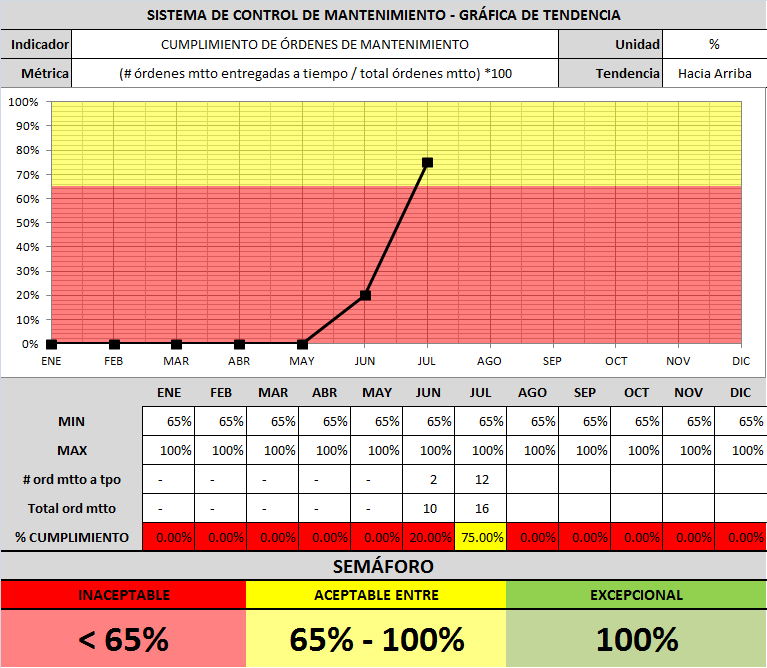 SISTEMA DE CONTROL DE MANTENIMIENTO - GRÁFICA DE TENDENCIA
Indicador CUMPLIMIENTO DE ÓRDENES DE MANTENIMIENTO Unidad %
Métrica (# órdenes mtto entregadas a tiempo / total órdenes mtto) *100 Tendencia Hacia Arriba
100%
90%
80%
70%
60%
50%
40%
30%
20%
10%
0%
ENE FEB MAR ABR MAY JUN JUL AGO SEP OCT NOV DIC
ENE FEB MAR ABR MAY JUN JUL AGO SEP OCT NOV DIC
MIN 65% 65% 65% 65% 65% 65% 65% 65% 65% 65% 65% 65%
MAX 100% 100% 100% 100% 100% 100% 100% 100% 100% 100% 100% 100%
# ord mtto a tpo - - - - - 2 12
Total ord mtto - - - - - 10 16
% CUMPLIMIENTO 0.00% 0.00% 0.00% 0.00% 0.00% 20.00% 75.00% 0.00% 0.00% 0.00% 0.00% 0.00%
SEMÁFORO
INACEPTABLE ACEPTABLE ENTRE EXCEPCIONAL
< 65% 65% - 100% 100%